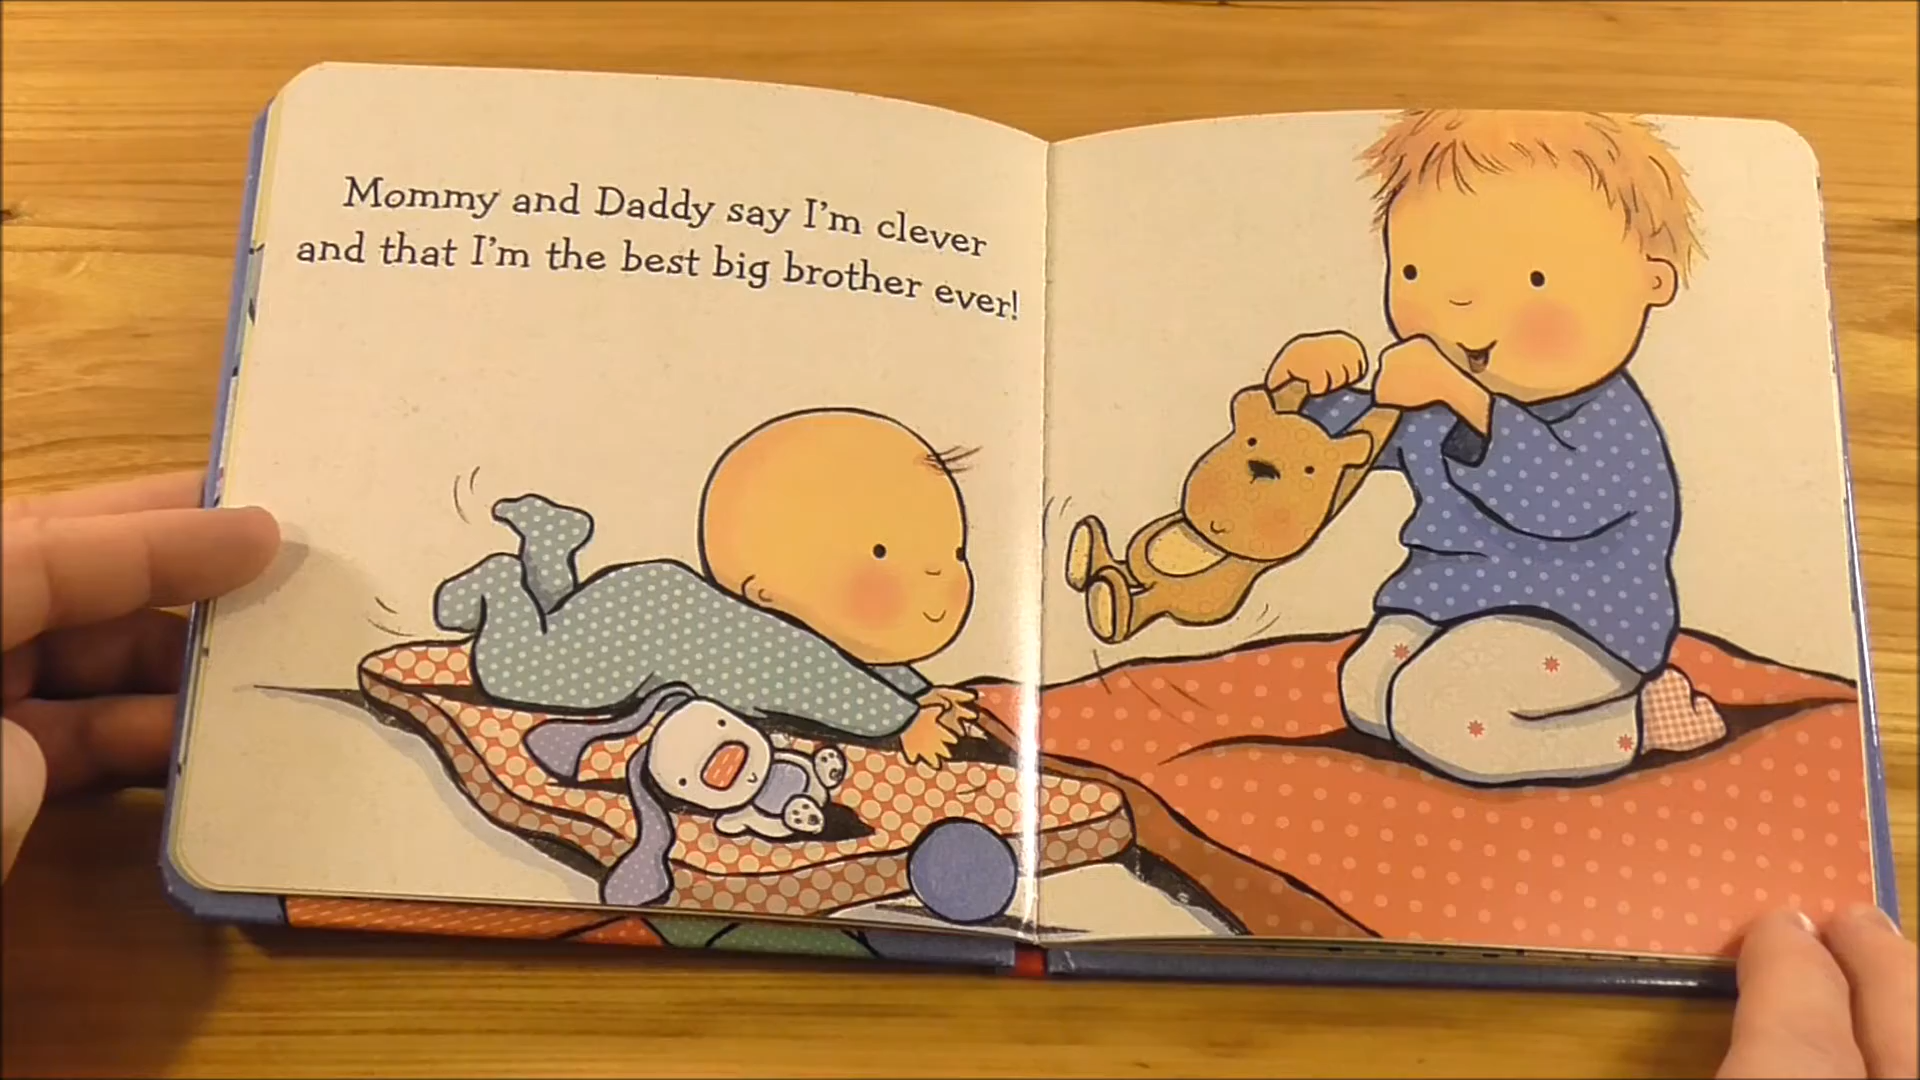 Mommy and Daddy say I'm clever
and that I'm the best big brother ever!